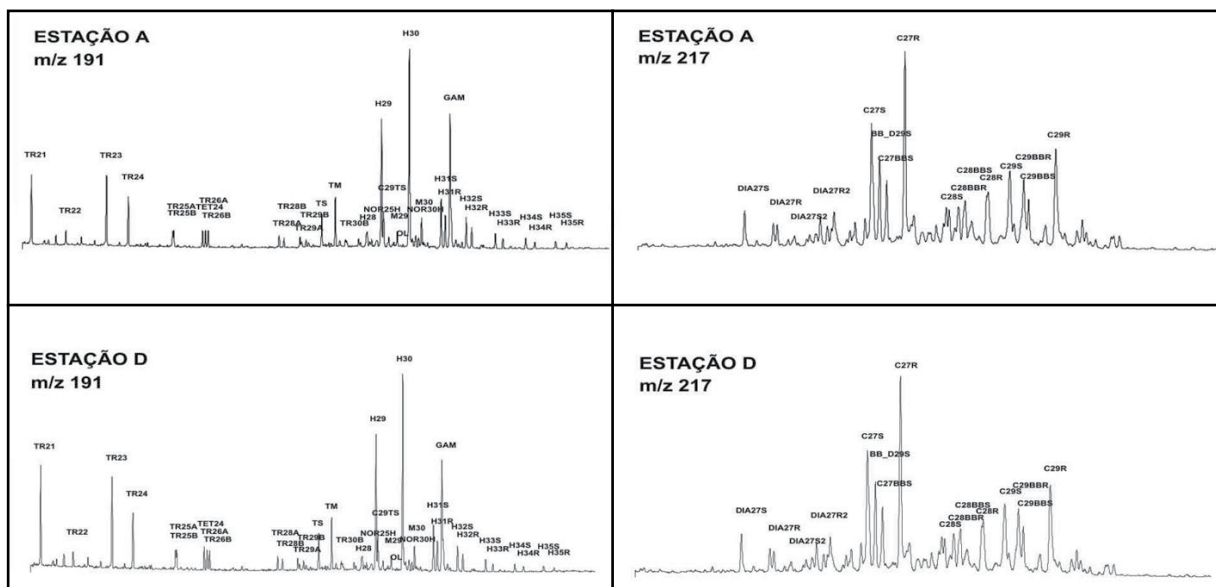 ESTAÇÃO A
m/z 191
H30
H29
GAM
TR21
TR23
TR24
TR22
TR25A
TR25B
TET24
TR26A
TR26B
TR28A
TR28B
TR29A
TR29B
TS
TM
TR30B
H28
NOR25H
C29TS
M29
OL
M30
NOR30H
H31S
H31R
H32S
H32R
H33S
H33R
H34S
H34R
H35S
H35R
ESTAÇÃO A
m/z 217
C27R
C27S
BB_D29S
C27BBS
DIA27S
DIA27R
DIA27S2
DIA27R2
C28S
C28BBR
C28BBS
C28R
C29S
C29BBR
C29BBS
C29R
ESTAÇÃO D
m/z 191
H30
H29
GAM
TR21
TR23
TR24
TR22
TR25A
TR25B
TET24
TR26A
TR26B
TR28A
TR28B
TR29B
TR29A
TS
TM
TR30B
H28
NOR25H
C29TS
M29
OL
M30
NOR30H
H31S
H31R
H32S
H32R
H33S
H33R
H34S
H34R
H35S
H35R
ESTAÇÃO D
m/z 217
C27R
C27S
BB_D29S
C27BBS
DIA27S
DIA27R
DIA27S2
DIA27R2
C28S
C28BBR
C28BBS
C28R
C29S
C29BBR
C29BBS
C29R